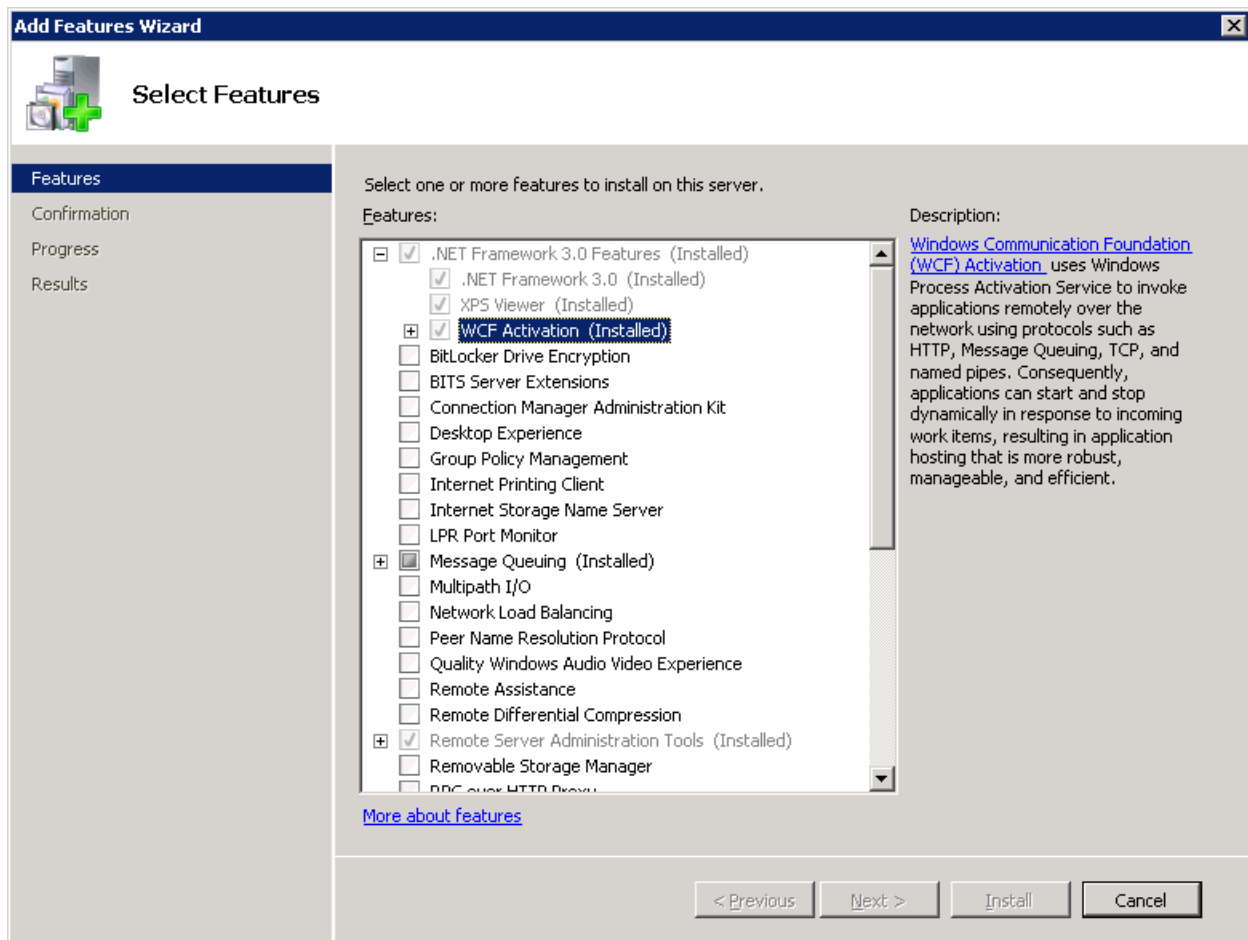 Add Features Wizard
Select Features
Features
Confirmation
Progress
Results
Select one or more features to install on this server.
Features:
.NET Framework 3.0 Features (Installed)
.NET Framework 3.0 (Installed)
XPS Viewer (Installed)
WCF Activation (Installed)
BitLocker Drive Encryption
BITS Server Extensions
Connection Manager Administration Kit
Desktop Experience
Group Policy Management
Internet Printing Client
Internet Storage Name Server
LPR Port Monitor
Message Queuing (Installed)
Multipath I/O
Network Load Balancing
Peer Name Resolution Protocol
Quality Windows Audio Video Experience
Remote Assistance
Remote Differential Compression
Remote Server Administration Tools (Installed)
Removable Storage Manager
RPC over HTTP Proxy
More about features
Description:
Windows Communication Foundation
(WCF) Activation uses Windows
Process Activation Service to invoke
applications remotely over the
network using protocols such as
HTTP, Message Queuing, TCP, and
named pipes. Consequently,
applications can start and stop
dynamically in response to incoming
work items, resulting in application
hosting that is more robust,
manageable, and efficient.
< Previous
Next >
Install
Cancel